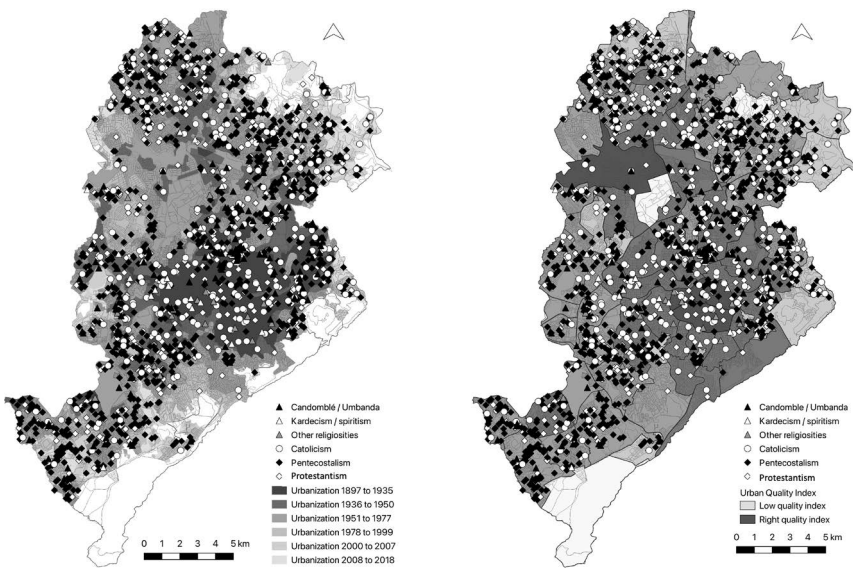 Candomblé / Umbanda
Kardecism / spiritism
Other religiosities
Catolicism
Pentecostalism
Protestantism
Urbanization 1897 to 1935
Urbanization 1936 to 1950
Urbanization 1951 to 1977
Urbanization 1978 to 1999
Urbanization 2000 to 2007
Urbanization 2008 to 2018
0 1 2 3 4 5 km
Candomble / Umbanda
Kardecism / spiritism
Other religiosities
Catolicism
Pentecostalism
Protestantism
Urban Quality Index
Low quality index
Right quality index
0 1 2 3 4 5 km